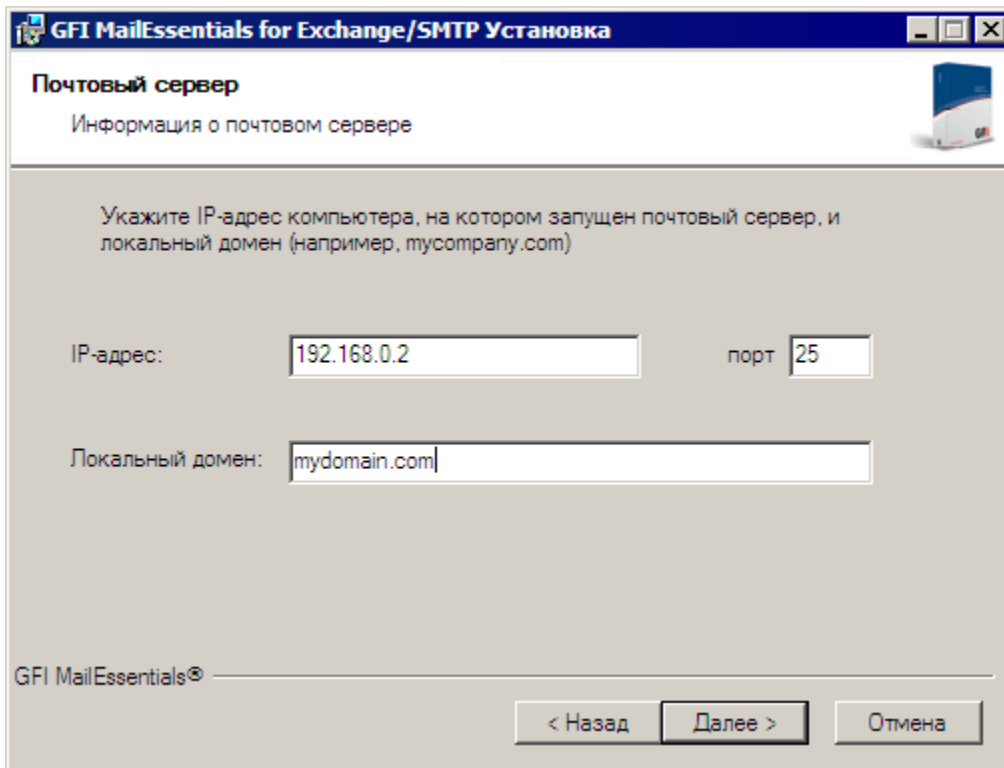 GFI MailEssentials for Exchange/SMTP Установка
Почтовый сервер
Информация о почтовом сервере
GFI
Укажите IP-адрес компьютера, на котором запущен почтовый сервер, и
локальный домен (например, mycompany.com)
IP-адрес: 192.168.0.2 порт 25
Локальный домен: mydomain.com
GFI MailEssentials®
< Назад Далее > Отмена